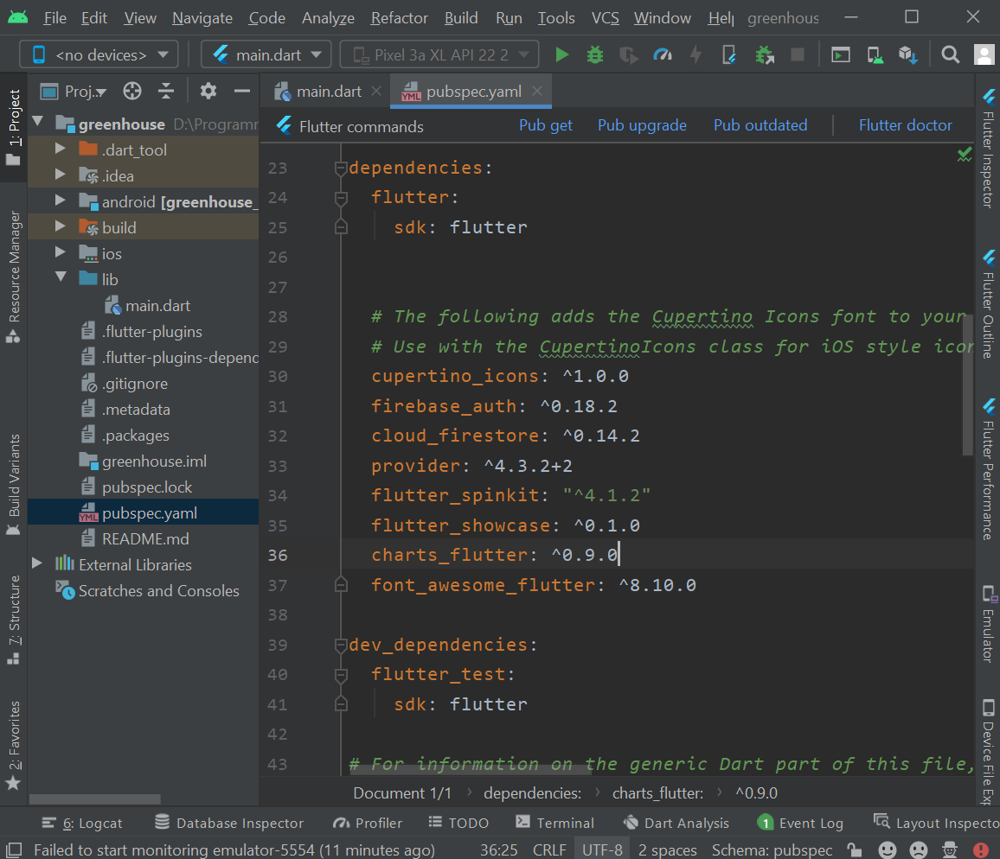 File Edit View Navigate Code Analyze Refactor Build Run Tools VCS Window Help greenhous
<no devices> main.dart Pixel 3a XL API 22 2
1: Project
Resource Manager
Build Variants
7: Structure
2: Favorites
Proj..
greenhouse D:\Programr
.dart_tool
.idea
android [greenhouse_
build
ios
lib
main.dart
.flutter-plugins
.flutter-plugins-depend
.gitignore
.metadata
.packages
greenhouse.iml
pubspec.lock
YML pubspec.yaml
README.md
External Libraries
Scratches and Consoles
main.dart YML pubspec.yaml
Flutter commands Pub get Pub upgrade Pub outdated Flutter doctor
23 dependencies:
24 flutter:
25 sdk: flutter
26
27
28 # The following adds the Cupertino Icons font to your
29 # Use with the CupertinoIcons class for iOS style icon
30 cupertino_icons: ^1.0.0
31 firebase_auth: ^0.18.2
32 cloud_firestore: ^0.14.2
33 provider: ^4.3.2+2
34 flutter_spinkit: "^4.1.2"
35 flutter_showcase: ^0.1.0
36 charts_flutter: ^0.9.0
37 font_awesome_flutter: ^8.10.0
38
39 dev_dependencies:
40 flutter_test:
41 sdk: flutter
42
43 # For information on the generic Dart part of this file,
Document 1/1 › dependencies: › charts_flutter: › ^0.9.0
Flutter Inspector
Flutter Outline
Flutter Performance
Emulator
Device File Exp
6: Logcat Database Inspector Profiler TODO Terminal Dart Analysis 1 Event Log Layout Inspecto
Failed to start monitoring emulator-5554 (11 minutes ago) 36:25 CRLF UTF-8 2 spaces Schema: pubspec